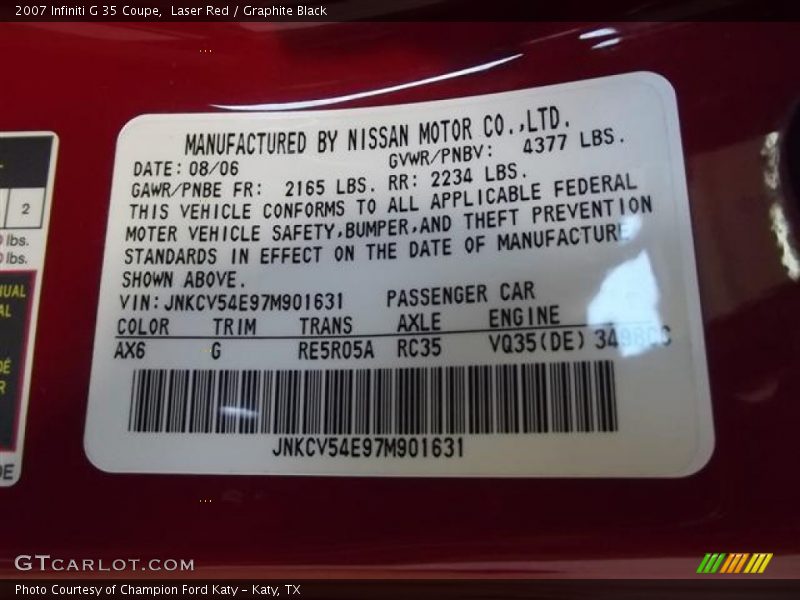 2007 Infiniti G 35 Coupe,  Laser Red / Graphite Black
MANUFACTURED BY NISSAN MOTOR CO.,LTD.
DATE: 08/06 GVWR/PNBV: 4377 LBS.
GAWR/PNBE FR: 2165 LBS. RR: 2234 LBS.
THIS VEHICLE CONFORMS TO ALL APPLICABLE FEDERAL
MOTER VEHICLE SAFETY,BUMPER,AND THEFT PREVENTION
STANDARDS IN EFFECT ON THE DATE OF MANUFACTURE
SHOWN ABOVE.
VIN: JNKCV54E97M901631 PASSENGER CAR
COLOR TRIM TRANS AXLE ENGINE
AX6 G RE5R05A RC35 VQ35(DE) 3498CC
JNKCV54E97M901631
2
lbs.
lbs.
GTCARLOT.COM
Photo Courtesy of Champion Ford Katy - Katy, TX